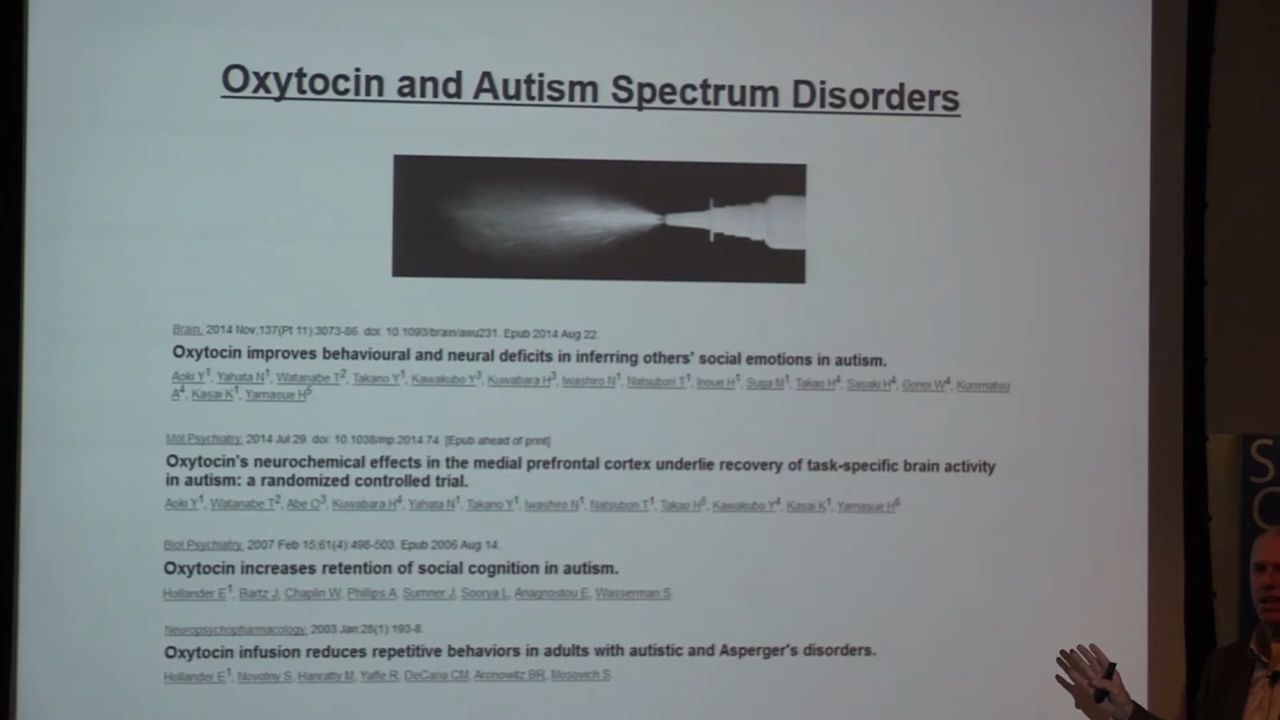 Oxytocin and Autism Spectrum Disorders
Brain. 2014 Nov;137(Pt 11):3073-86. doi: 10.1093/brain/awu231. Epub 2014 Aug 22.
Oxytocin improves behavioural and neural deficits in inferring others' social emotions in autism.
Aoki Y1, Yahata N1, Watanabe T2, Takano Y1, Kawakubo Y3, Kuwabara H3, Iwashiro N1, Natsubori T1, Inoue H1, Suga M1, Takao H4, Sasaki H4, Gonoi W4, Kunimatsu
A4, Kasai K1, Yamasue H5.
Mol Psychiatry. 2014 Jul 29. doi: 10.1038/mp.2014.74. [Epub ahead of print]
Oxytocin's neurochemical effects in the medial prefrontal cortex underlie recovery of task-specific brain activity
in autism: a randomized controlled trial.
Aoki Y1, Watanabe T2, Abe O3, Kuwabara H4, Yahata N1, Takano Y1, Iwashiro N1, Natsubori T1, Takao H5, Kawakubo Y4, Kasai K1, Yamasue H6
Biol Psychiatry. 2007 Feb 15;61(4):498-503. Epub 2006 Aug 14.
Oxytocin increases retention of social cognition in autism.
Hollander E1, Bartz J, Chaplin W, Phillips A, Sumner J, Soorya L, Anagnostou E, Wasserman S.
Neuropsychopharmacology. 2003 Jan;28(1):193-8.
Oxytocin infusion reduces repetitive behaviors in adults with autistic and Asperger's disorders.
Hollander E1, Novotny S, Hanratty M, Yaffe R, DeCaria CM, Aronowitz BR, Mosovich S.
S